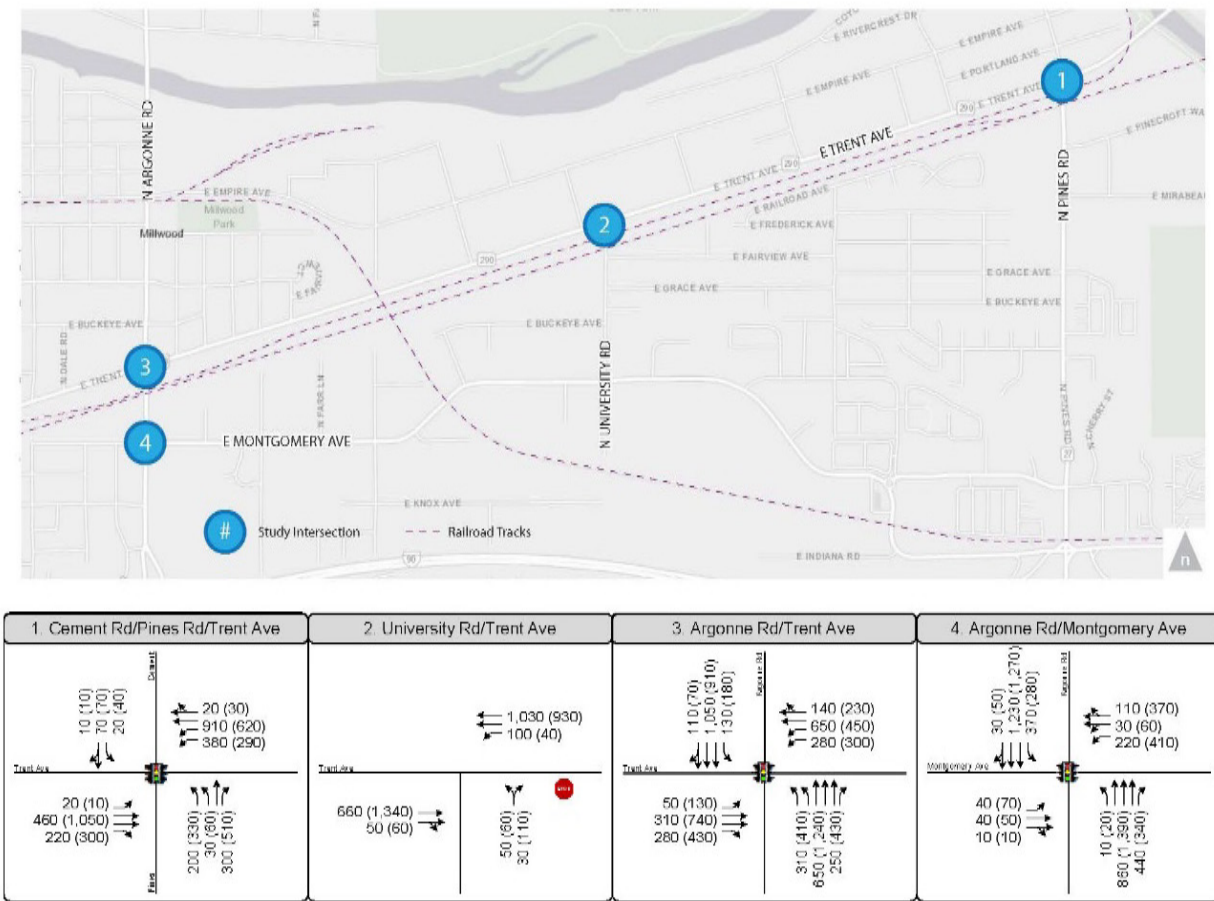 E RIVERCREST DR
E EMPIRE AVE
E PORTLAND AVE
E EMPIRE AVE
1
E TRENT AVE
290
N ARGONNE RD
E TRENT AVE
E PINECROFT WAY
290
E TRENT AVE
E RAILROAD AVE
N PINES RD
E EMPIRE AVE
Millwood
Park
Millwood
2
E FREDERICK AVE
290
E FAIRVIEW AVE
E GRACE AVE
E GRACE AVE
E BUCKEYE AVE
E BUCKEYE AVE
E BUCKEYE AVE
N DALE RD
3
E TRENT
N FARR LN
N UNIVERSITY RD
N PINES RD
N CHERRY ST
4
E MONTGOMERY AVE
27
E KNOX AVE
# Study Intersection
Railroad Tracks
90
E INDIANA RD
n
1. Cement Rd/Pines Rd/Trent Ave
10 (10)
70 (70)
20 (40)
Cement
20 (30)
910 (620)
380 (290)
Trent Ave
20 (10)
460 (1,050)
220 (300)
200 (330)
30 (60)
300 (510)
Pines
2. University Rd/Trent Ave
1,030 (930)
100 (40)
Trent Ave
660 (1,340)
50 (60)
50 (60)
30 (110)
STOP
3. Argonne Rd/Trent Ave
110 (70)
1,050 (910)
130 (180)
Argonne Rd
140 (230)
650 (450)
280 (300)
Trent Ave
50 (130)
310 (740)
280 (430)
310 (410)
650 (1,240)
250 (430)
4. Argonne Rd/Montgomery Ave
30 (50)
1,230 (1,270)
370 (280)
Argonne Rd
110 (370)
30 (60)
220 (410)
Montgomery Ave
40 (70)
40 (50)
10 (10)
10 (20)
860 (1,390)
440 (340)